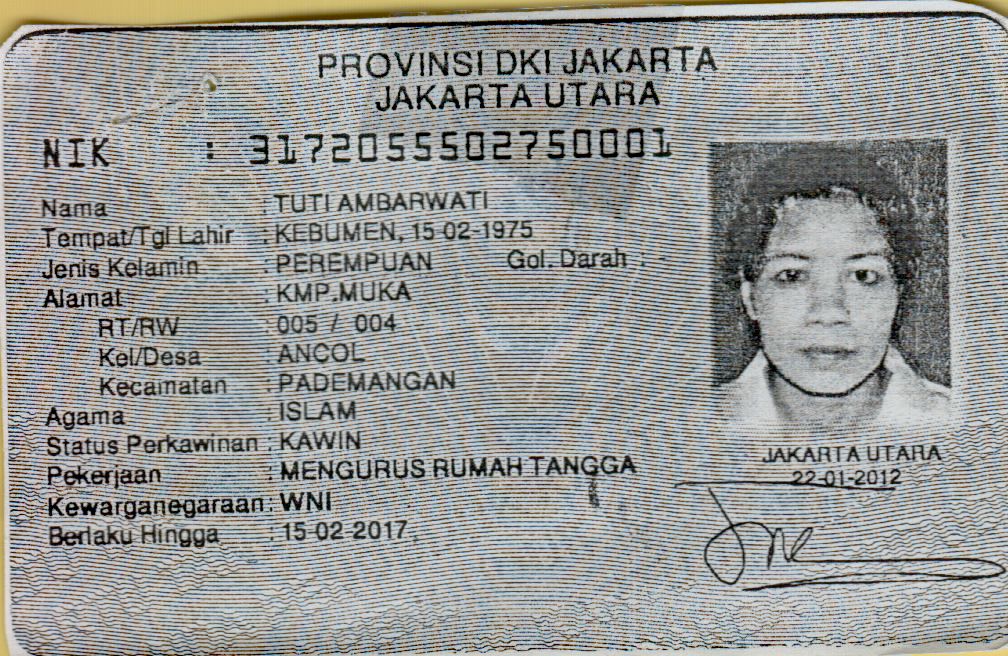 PROVINSI DKI JAKARTA
JAKARTA UTARA
NIK : 3172055502750001
Nama : TUTI AMBARWATI
Tempat/Tgl Lahir : KEBUMEN, 15-02-1975
Jenis Kelamin : PEREMPUAN Gol. Darah : -
Alamat : KMP.MUKA
RT/RW : 005 / 004
Kel/Desa : ANCOL
Kecamatan : PADEMANGAN
Agama : ISLAM
Status Perkawinan : KAWIN
Pekerjaan : MENGURUS RUMAH TANGGA
Kewarganegaraan : WNI
Berlaku Hingga : 15-02-2017
JAKARTA UTARA
22-01-2012